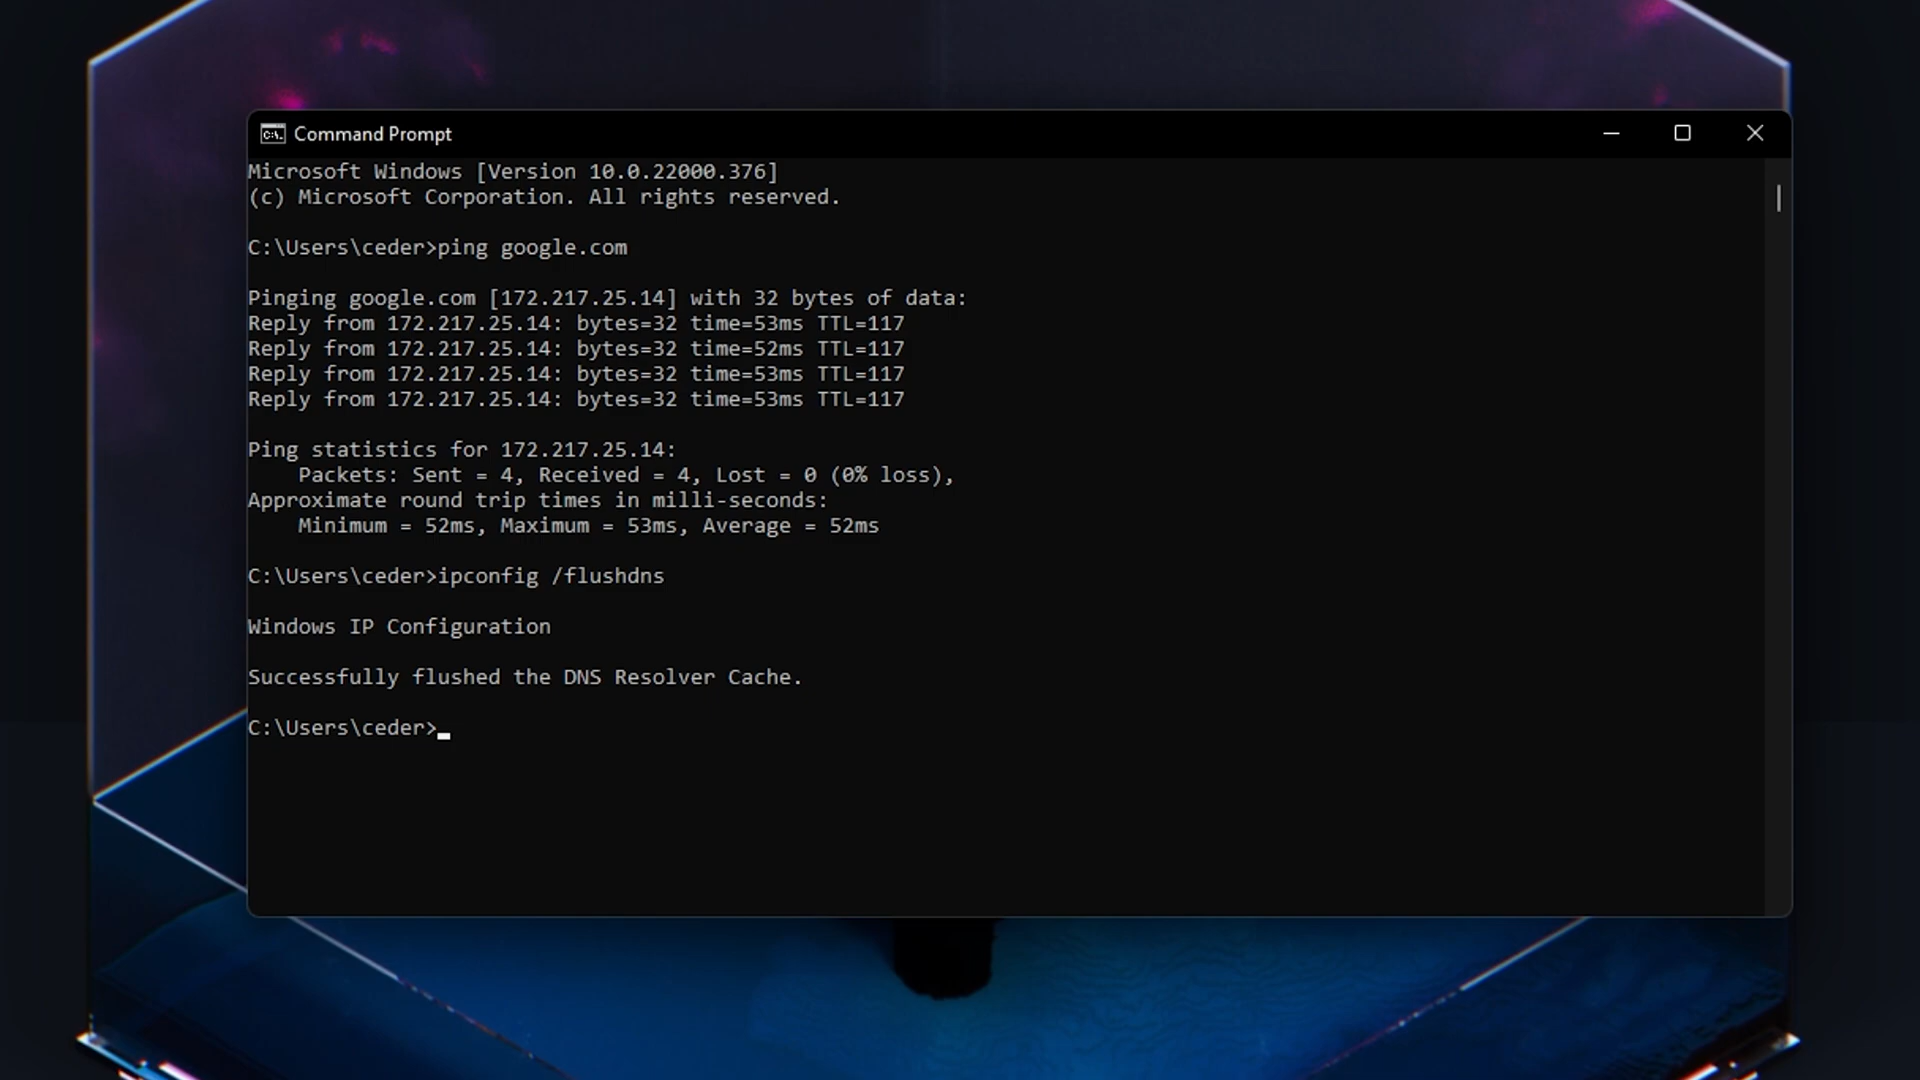 Command Prompt
Microsoft Windows [Version 10.0.22000.376]
(c) Microsoft Corporation. All rights reserved.
C:\Users\ceder>ping google.com
Pinging google.com [172.217.25.14] with 32 bytes of data:
Reply from 172.217.25.14: bytes=32 time=53ms TTL=117
Reply from 172.217.25.14: bytes=32 time=52ms TTL=117
Reply from 172.217.25.14: bytes=32 time=53ms TTL=117
Reply from 172.217.25.14: bytes=32 time=53ms TTL=117
Ping statistics for 172.217.25.14:
    Packets: Sent = 4, Received = 4, Lost = 0 (0% loss),
Approximate round trip times in milli-seconds:
    Minimum = 52ms, Maximum = 53ms, Average = 52ms
C:\Users\ceder>ipconfig /flushdns
Windows IP Configuration
Successfully flushed the DNS Resolver Cache.
C:\Users\ceder>